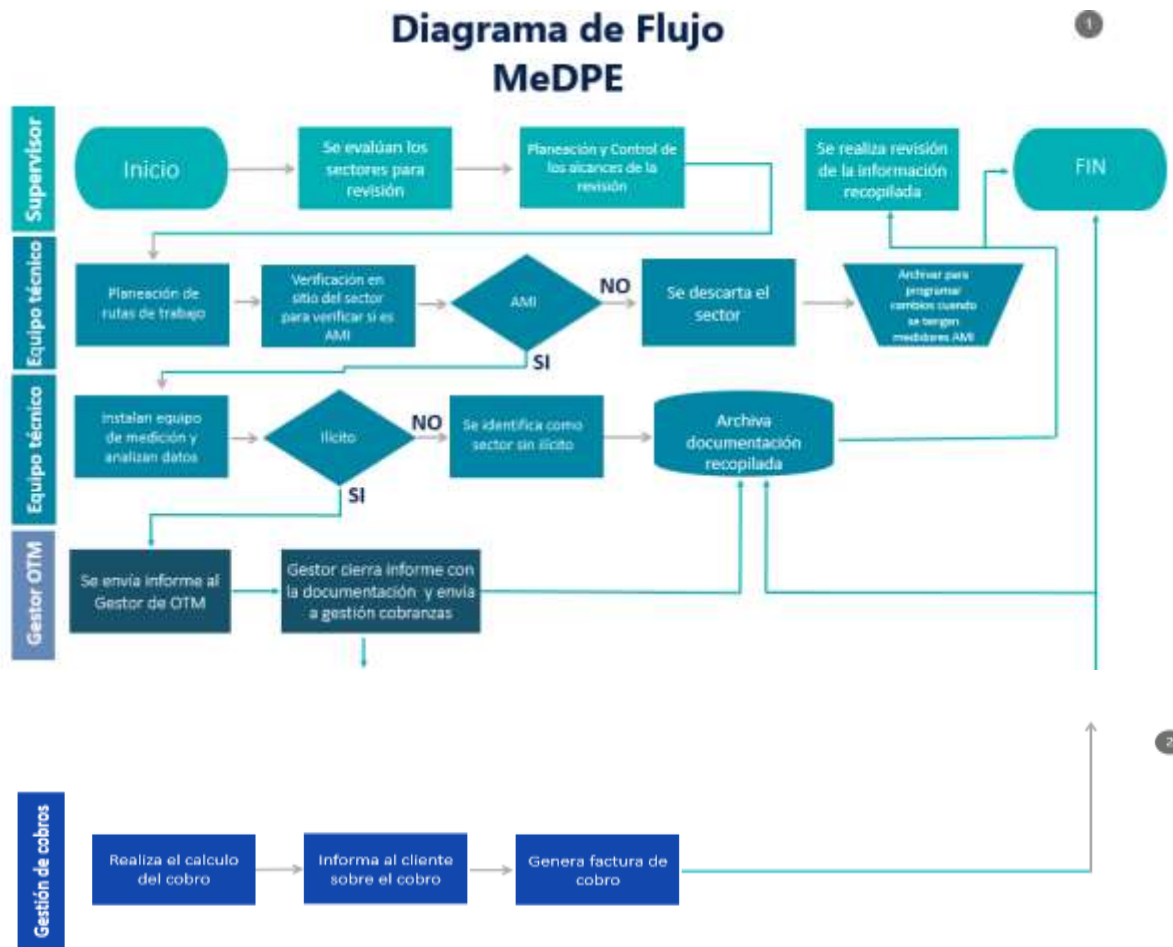 Diagrama de Flujo
MeDPE
1
Supervisor
Inicio
Se evalúan los
sectores para
revisión
Planeación y Control de
los alcances de la
revisión
Se realiza revisión
de la información
recopilada
FIN
Equipo técnico
Planeación de
rutas de trabajo
Verificación en
sitio del sector
para verificar si es
AMI
AMI
NO
SI
Se descarta el
sector
Archivar para
programar
cambios cuando
se tengen
medidores AMI
Equipo técnico
Instalan equipo
de medición y
analizan datos
Ilícito
NO
SI
Se identifica como
sector sin ilícito
Archiva
documentación
recopilada
Gestor OTM
Se envía informe al
Gestor de OTM
Gestor cierra informe con
la documentación y envía
a gestión cobranzas
2
Gestión de cobros
Realiza el calculo
del cobro
Informa al cliente
sobre el cobro
Genera factura de
cobro